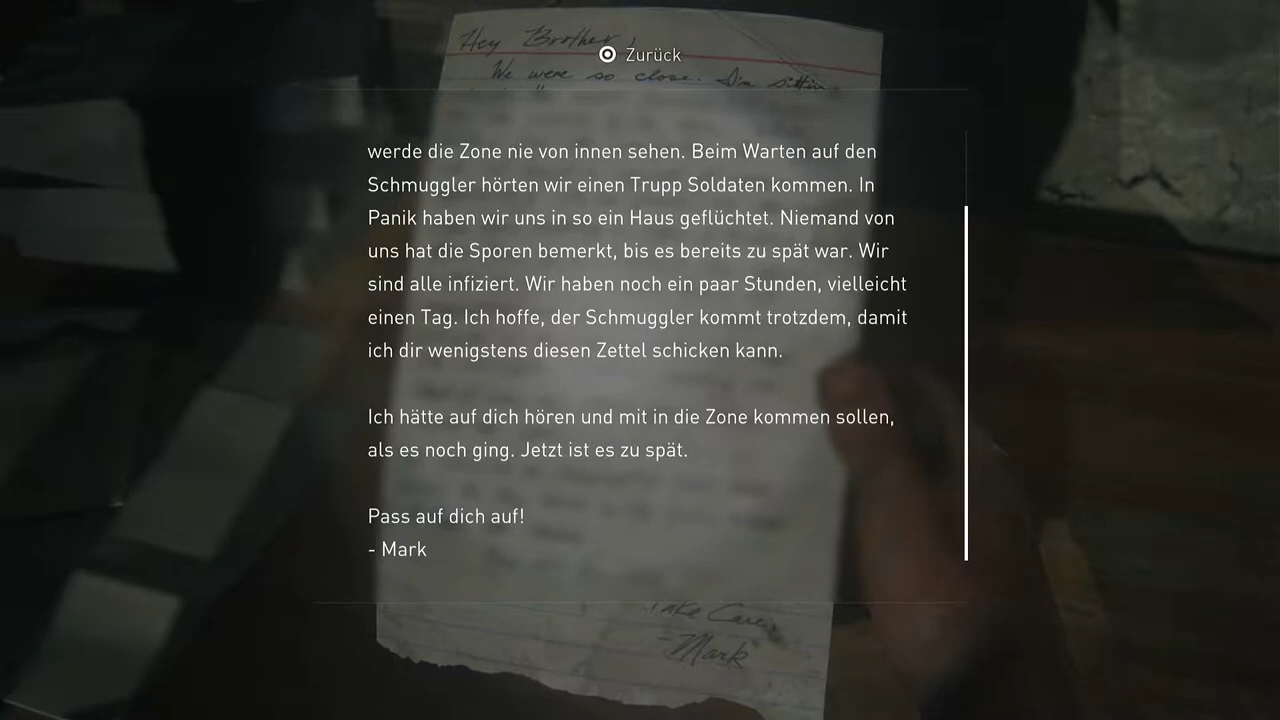 Hey Brother,
Zurück
We were so close. I'm sittin
werde die Zone nie von innen sehen. Beim Warten auf den
Schmuggler hörten wir einen Trupp Soldaten kommen. In
Panik haben wir uns in so ein Haus geflüchtet. Niemand von
uns hat die Sporen bemerkt, bis es bereits zu spät war. Wir
sind alle infiziert. Wir haben noch ein paar Stunden, vielleicht
einen Tag. Ich hoffe, der Schmuggler kommt trotzdem, damit
ich dir wenigstens diesen Zettel schicken kann.
Ich hätte auf dich hören und mit in die Zone kommen sollen,
als es noch ging. Jetzt ist es zu spät.
Pass auf dich auf!
- Mark
Take Care,
- Mark